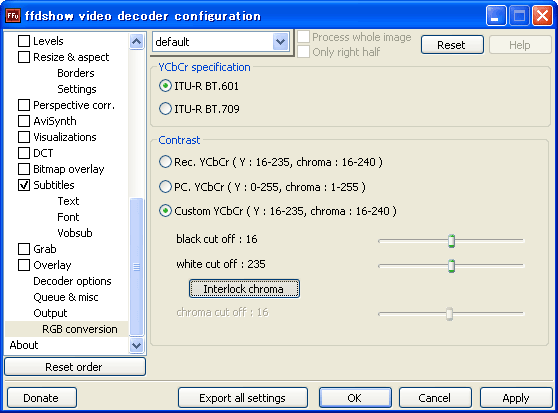 ffdshow video decoder configuration
Levels
Resize & aspect
Borders
Settings
Perspective corr.
AviSynth
Visualizations
DCT
Bitmap overlay
Subtitles
Text
Font
Vobsub
Grab
Overlay
Decoder options
Queue & misc
Output
RGB conversion
About
Reset order
default
Process whole image
Only right half
Reset
Help
YCbCr specification
ITU-R BT.601
ITU-R BT.709
Contrast
Rec. YCbCr ( Y : 16-235, chroma : 16-240 )
PC. YCbCr ( Y : 0-255, chroma : 1-255 )
Custom YCbCr ( Y : 16-235, chroma : 16-240 )
black cut off : 16
white cut off : 235
Interlock chroma
chroma cut off : 16
Donate
Export all settings
OK
Cancel
Apply